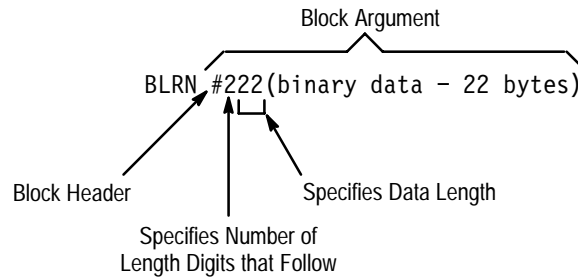 Block Argument
BLRN #222(binary data – 22 bytes)
Block Header
Specifies Data Length
Specifies Number of
Length Digits that Follow